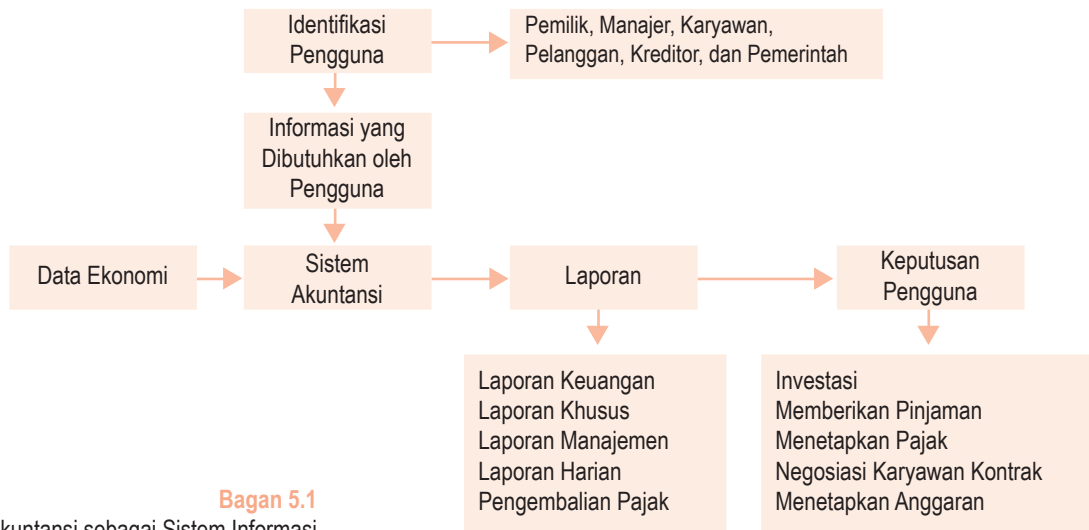 Identifikasi
Pengguna
Pemilik, Manajer, Karyawan,
Pelanggan, Kreditor, dan Pemerintah
Informasi yang
Dibutuhkan oleh
Pengguna
Data Ekonomi
Sistem
Akuntansi
Laporan
Keputusan
Pengguna
Laporan Keuangan
Laporan Khusus
Laporan Manajemen
Laporan Harian
Pengembalian Pajak
Investasi
Memberikan Pinjaman
Menetapkan Pajak
Negosiasi Karyawan Kontrak
Menetapkan Anggaran
Bagan 5.1
kuntansi sebagai Sistem Informasi